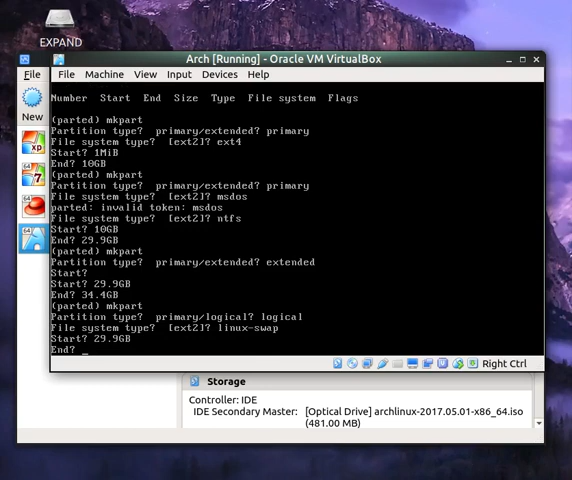 EXPAND
Arch [Running] - Oracle VM VirtualBox
File
File Machine View Input Devices Help
New
Number Start End Size Type File system Flags
(parted) mkpart
Partition type? primary/extended? primary
File system type? [ext2]? ext4
Start? 1MiB
End? 10GB
(parted) mkpart
Partition type? primary/extended? primary
File system type? [ext2]? msdos
parted: invalid token: msdos
File system type? [ext2]? ntfs
Start? 10GB
End? 29.9GB
(parted) mkpart
Partition type? primary/extended? extended
Start?
Start? 29.9GB
End? 34.4GB
(parted) mkpart
Partition type? primary/logical? logical
File system type? [ext2]? linux-swap
Start? 29.9GB
End? _
64
xp
64
7
64
64
Right Ctrl
Storage
Controller: IDE
IDE Secondary Master: [Optical Drive] archlinux-2017.05.01-x86_64.iso
(481.00 MB)